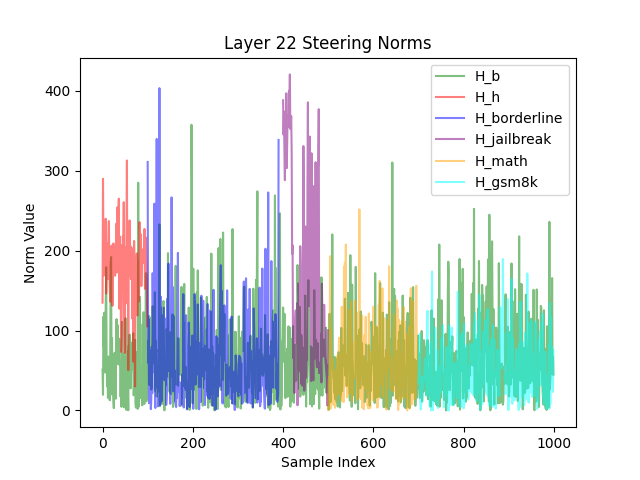 Layer 22 Steering Norms
H_b
H_h
H_borderline
H_jailbreak
H_math
H_gsm8k
Norm Value
400
300
200
100
0
0 200 400 600 800 1000
Sample Index